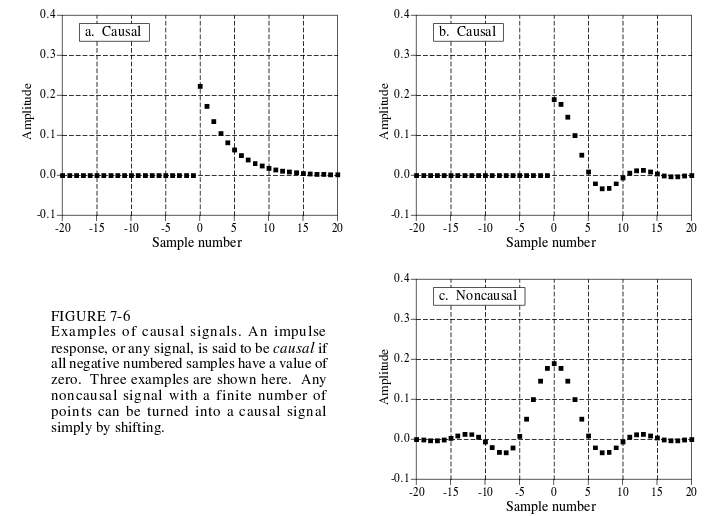 a. Causal
0.4
0.3
0.2
0.1
0.0
-0.1
Amplitude
-20 -15 -10 -5 0 5 10 15 20
Sample number
b. Causal
0.4
0.3
0.2
0.1
0.0
-0.1
Amplitude
-20 -15 -10 -5 0 5 10 15 20
Sample number
FIGURE 7-6
Examples of causal signals. An impulse
response, or any signal, is said to be causal if
all negative numbered samples have a value of
zero. Three examples are shown here. Any
noncausal signal with a finite number of
points can be turned into a causal signal
simply by shifting.
c. Noncausal
0.4
0.3
0.2
0.1
0.0
-0.1
Amplitude
-20 -15 -10 -5 0 5 10 15 20
Sample number